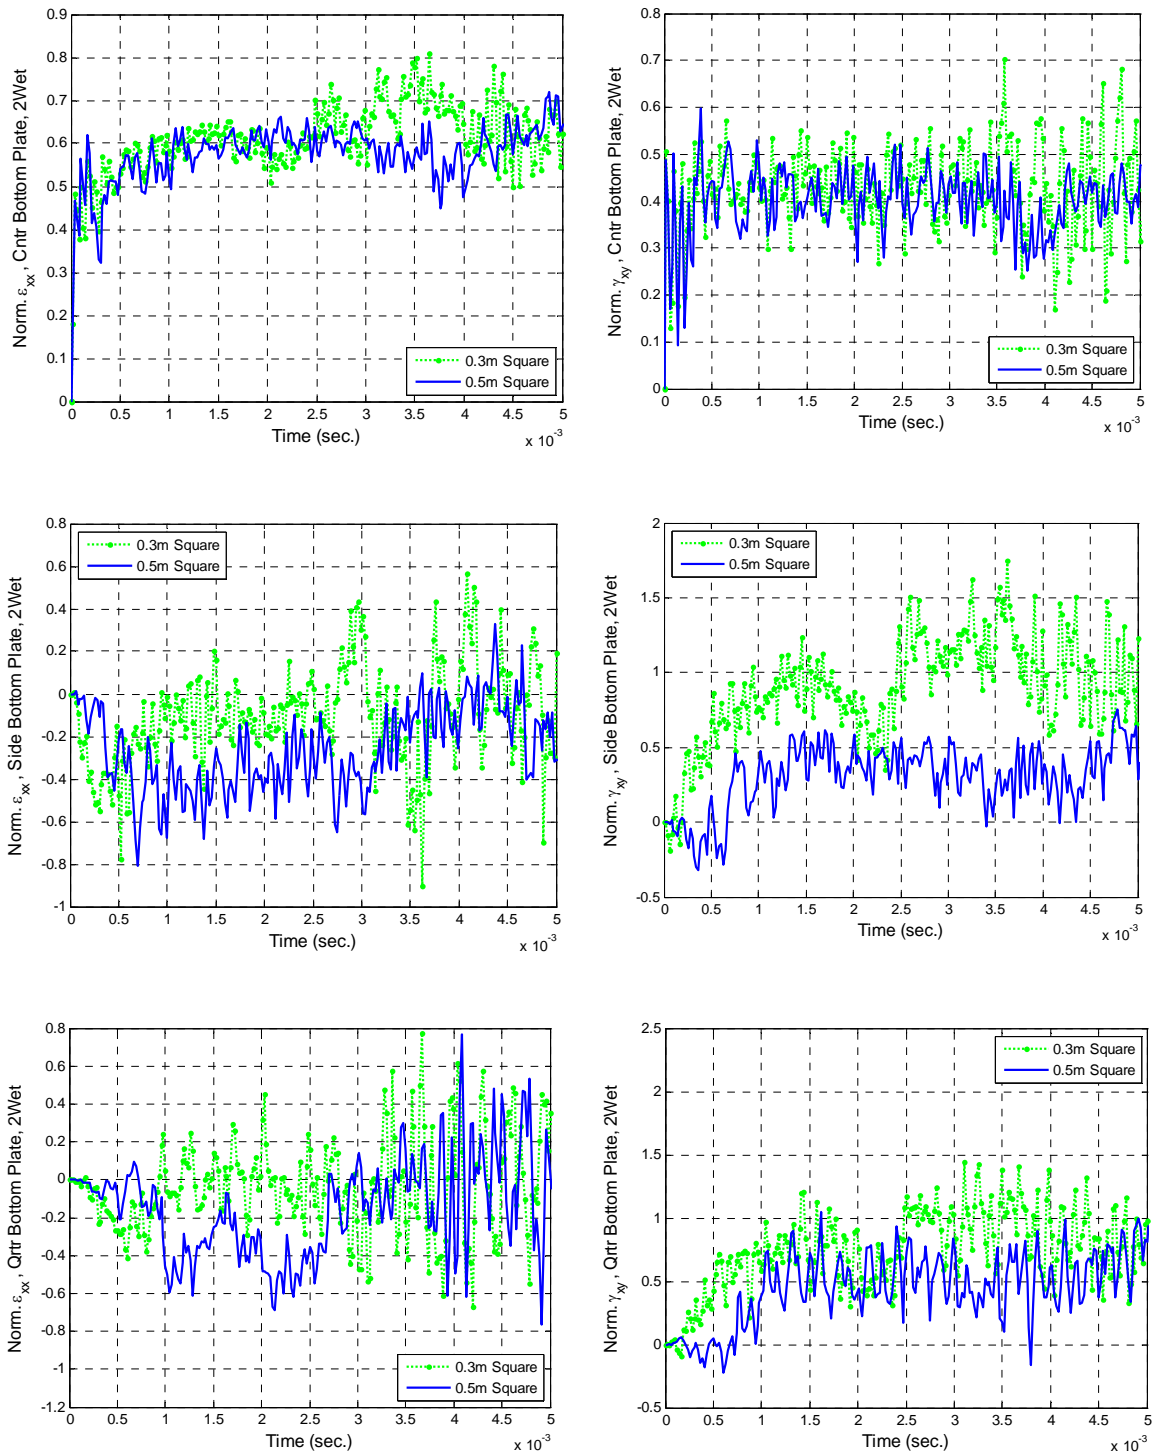 Norm. εxx, Cntr Bottom Plate, 2Wet
0.9
0.8
0.7
0.6
0.5
0.4
0.3
0.2
0.1
0
0 0.5 1 1.5 2 2.5 3 3.5 4 4.5 5
Time (sec.)
x 10-3
0.3m Square
0.5m Square
Norm. γxy, Cntr Bottom Plate, 2Wet
0.8
0.7
0.6
0.5
0.4
0.3
0.2
0.1
0
0 0.5 1 1.5 2 2.5 3 3.5 4 4.5 5
Time (sec.)
x 10-3
0.3m Square
0.5m Square
Norm. εxx, Side Bottom Plate, 2Wet
0.8
0.6
0.4
0.2
0
-0.2
-0.4
-0.6
-0.8
-1
0 0.5 1 1.5 2 2.5 3 3.5 4 4.5 5
Time (sec.)
x 10-3
0.3m Square
0.5m Square
Norm. γxy, Side Bottom Plate, 2Wet
2
1.5
1
0.5
0
-0.5
0 0.5 1 1.5 2 2.5 3 3.5 4 4.5 5
Time (sec.)
x 10-3
0.3m Square
0.5m Square
Norm. εxx, Qrtr Bottom Plate, 2Wet
0.8
0.6
0.4
0.2
0
-0.2
-0.4
-0.6
-0.8
-1
-1.2
0 0.5 1 1.5 2 2.5 3 3.5 4 4.5 5
Time (sec.)
x 10-3
0.3m Square
0.5m Square
Norm. γxy, Qrtr Bottom Plate, 2Wet
2.5
2
1.5
1
0.5
0
-0.5
0 0.5 1 1.5 2 2.5 3 3.5 4 4.5 5
Time (sec.)
x 10-3
0.3m Square
0.5m Square